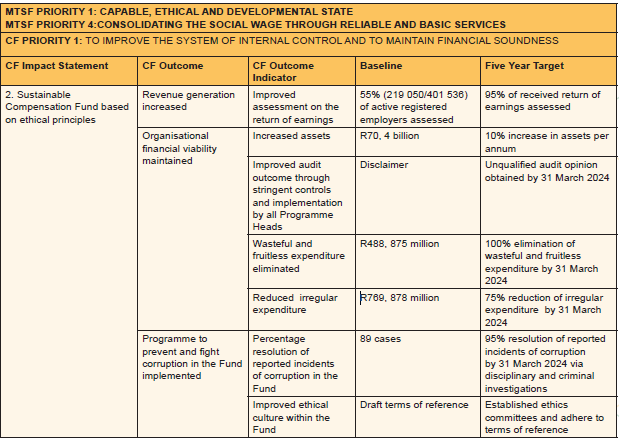 MTSF PRIORITY 1: CAPABLE, ETHICAL AND DEVELOPMENTAL STATE
MTSF PRIORITY 4:CONSOLIDATING THE SOCIAL WAGE THROUGH RELIABLE AND BASIC SERVICES
CF PRIORITY 1: TO IMPROVE THE SYSTEM OF INTERNAL CONTROL AND TO MAINTAIN FINANCIAL SOUNDNESS
CF Impact Statement
CF Outcome
CF Outcome
Indicator
Baseline
Five Year Target
2. Sustainable
Compensation Fund based
on ethical principles
Revenue generation
increased
Improved
assessment on the
return of earnings
55% (219 050/401 536)
of active registered
employers assessed
95% of received return of
earnings assessed
Organisational
financial viability
maintained
Increased assets
R70, 4 billion
10% increase in assets per
annum
Improved audit
outcome through
stringent controls
and implementation
by all Programme
Heads
Disclaimer
Unqualified audit opinion
obtained by 31 March 2024
Wasteful and
fruitless expenditure
eliminated
R488, 875 million
100% elimination of
wasteful and fruitless
expenditure by 31 March
2024
Reduced irregular
expenditure
R769, 878 million
75% reduction of irregular
expenditure by 31 March
2024
Programme to
prevent and fight
corruption in the Fund
implemented
Percentage
resolution of
reported incidents
of corruption in the
Fund
89 cases
95% resolution of reported
incidents of corruption
by 31 March 2024 via
disciplinary and criminal
investigations
Improved ethical
culture within the
Fund
Draft terms of reference
Established ethics
committees and adhere to
terms of reference